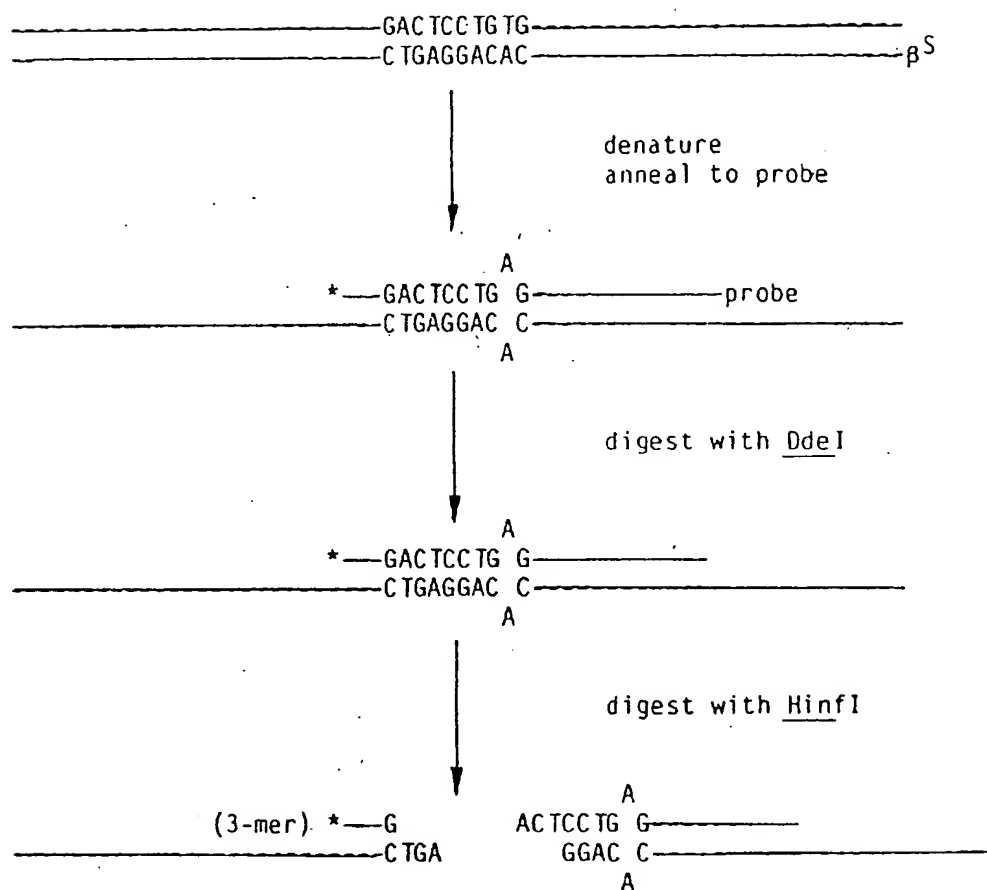 GACTCCTGTG
CTGAGGACAC
βS
denature
anneal to probe
A
*
GACTCCTG G
probe
CTGAGGAC C
A
digest with DdeI
A
*
GACTCCTG G
CTGAGGAC C
A
digest with HinfI
A
(3-mer) *
G
ACTCCTG G
CTGA
GGAC C
A